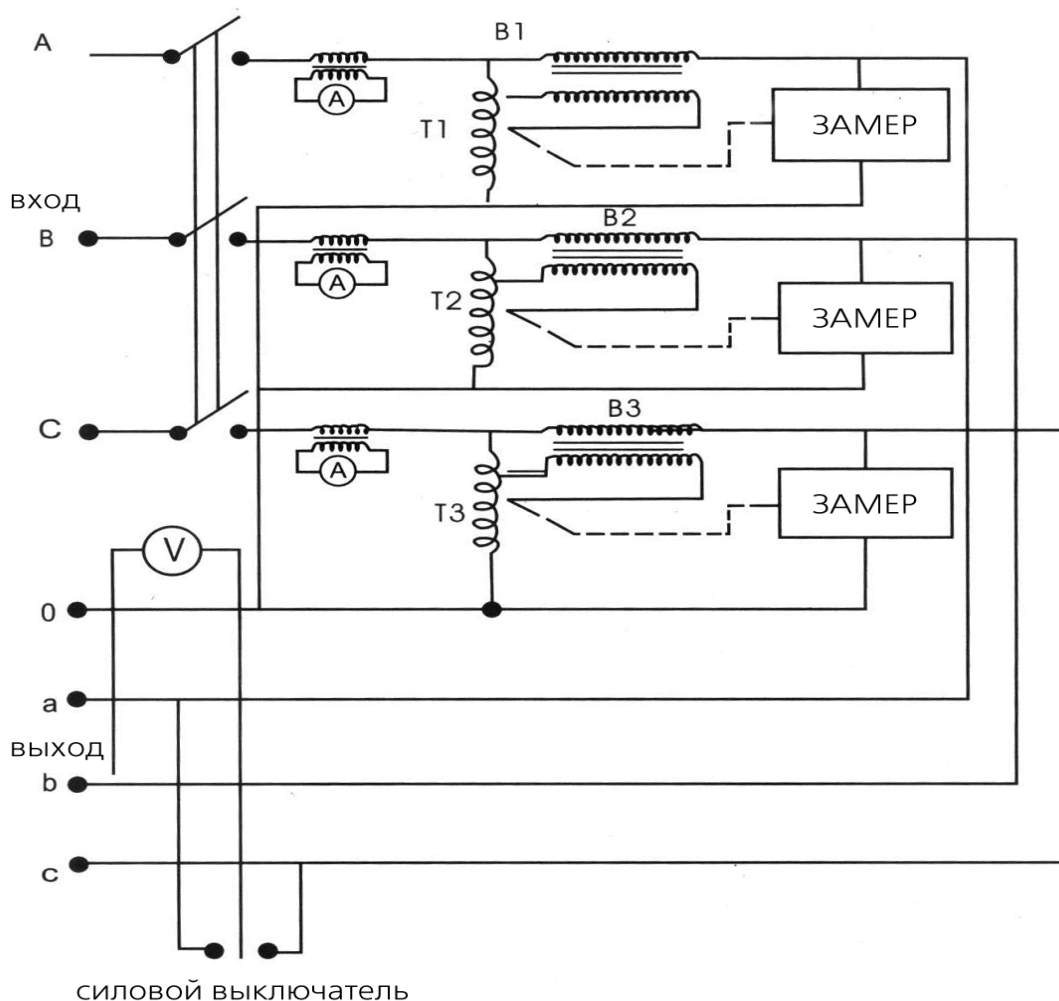 A
B1
A
T1
ЗАМЕР
ВХОД
B
B2
A
T2
ЗАМЕР
C
B3
A
T3
ЗАМЕР
V
0
a
ВЫХОД
b
c
СИЛОВОЙ ВЫКЛЮЧАТЕЛЬ